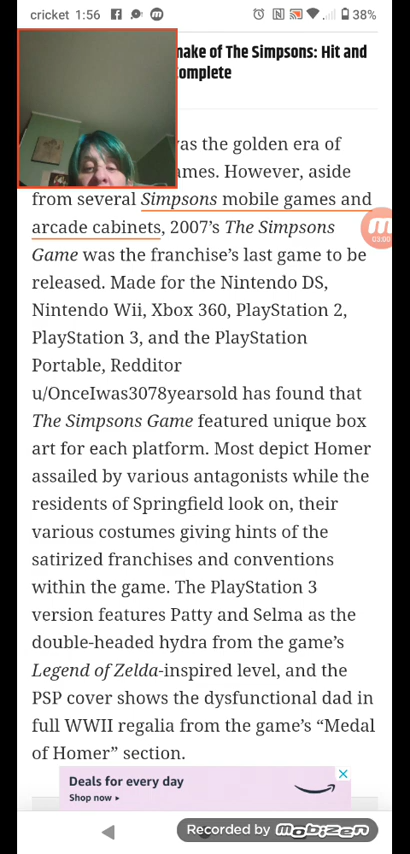 cricket 1:56
38%
make of The Simpsons: Hit and
omplete
as the golden era of
ames. However, aside
from several Simpsons mobile games and
arcade cabinets, 2007’s The Simpsons
Game was the franchise’s last game to be
released. Made for the Nintendo DS,
Nintendo Wii, Xbox 360, PlayStation 2,
PlayStation 3, and the PlayStation
Portable, Redditor
u/OnceIwas3078yearsold has found that
The Simpsons Game featured unique box
art for each platform. Most depict Homer
assailed by various antagonists while the
residents of Springfield look on, their
various costumes giving hints of the
satirized franchises and conventions
within the game. The PlayStation 3
version features Patty and Selma as the
double-headed hydra from the game’s
Legend of Zelda-inspired level, and the
PSP cover shows the dysfunctional dad in
full WWII regalia from the game’s “Medal
of Homer” section.
03:00
Deals for every day
Shop now ▸
Recorded by mobizen